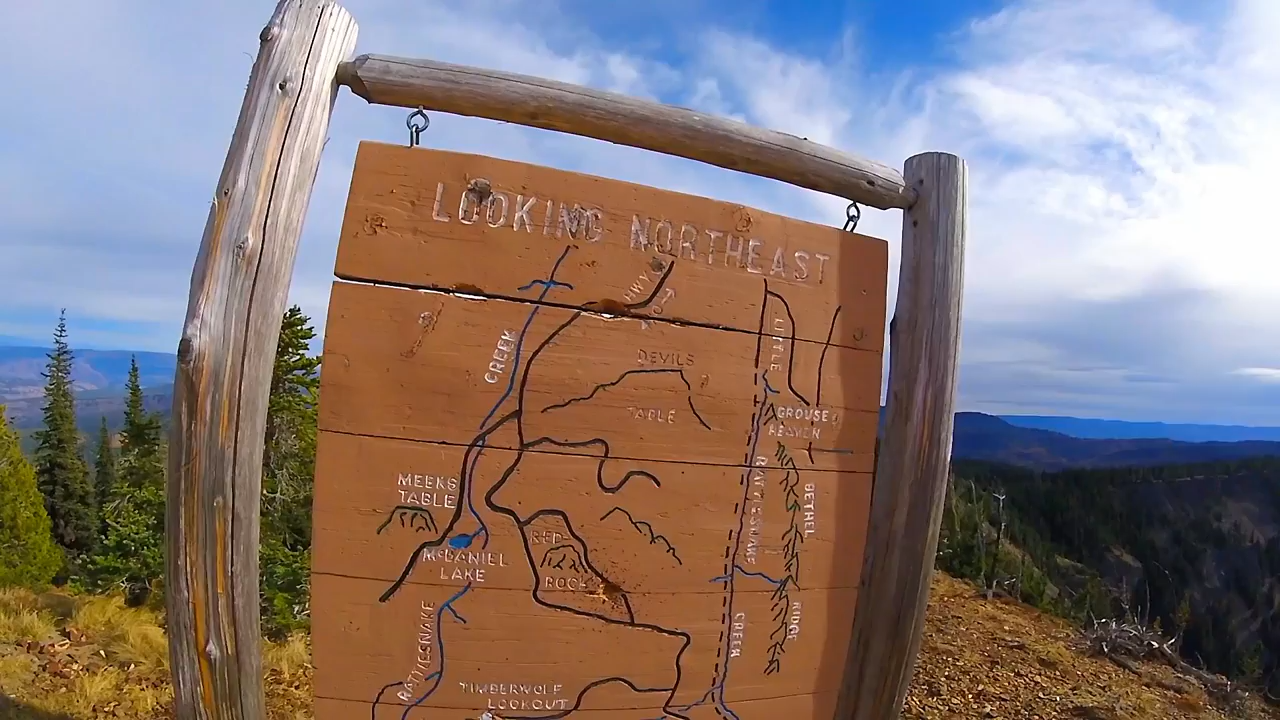 LOOKING NORTHEAST
HWY
CREEK
LITTLE
DEVILS
TABLE
GROUSE
HEAVEN
MEEKS
TABLE
RATTLESNAKE
BETHEL
RED
ROCK
McDANIEL
LAKE
RATTLESNAKE
CREEK
RIDGE
TIMBERWOLF
LOOKOUT